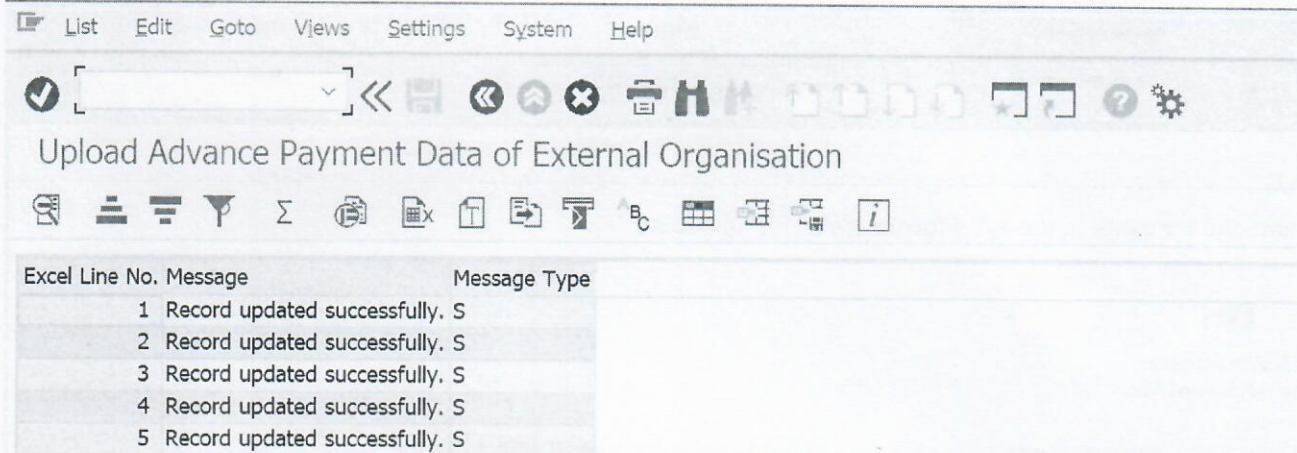 List Edit Goto Views Settings System Help
Upload Advance Payment Data of External Organisation
ABC i
Excel Line No. Message Message Type
1 Record updated successfully. S
2 Record updated successfully. S
3 Record updated successfully. S
4 Record updated successfully. S
5 Record updated successfully. S